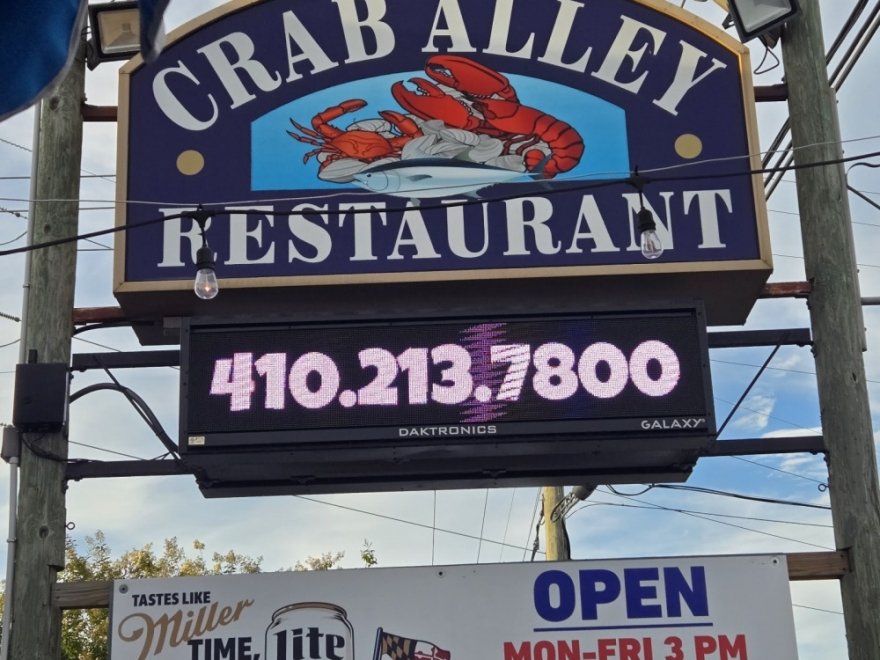 CRAB ALLEY
RESTAURANT
410.213.7800
DAKTRONICS
GALAXY
TASTES LIKE
Miller
TIME.
lite
OPEN
MON-FRI 3 PM